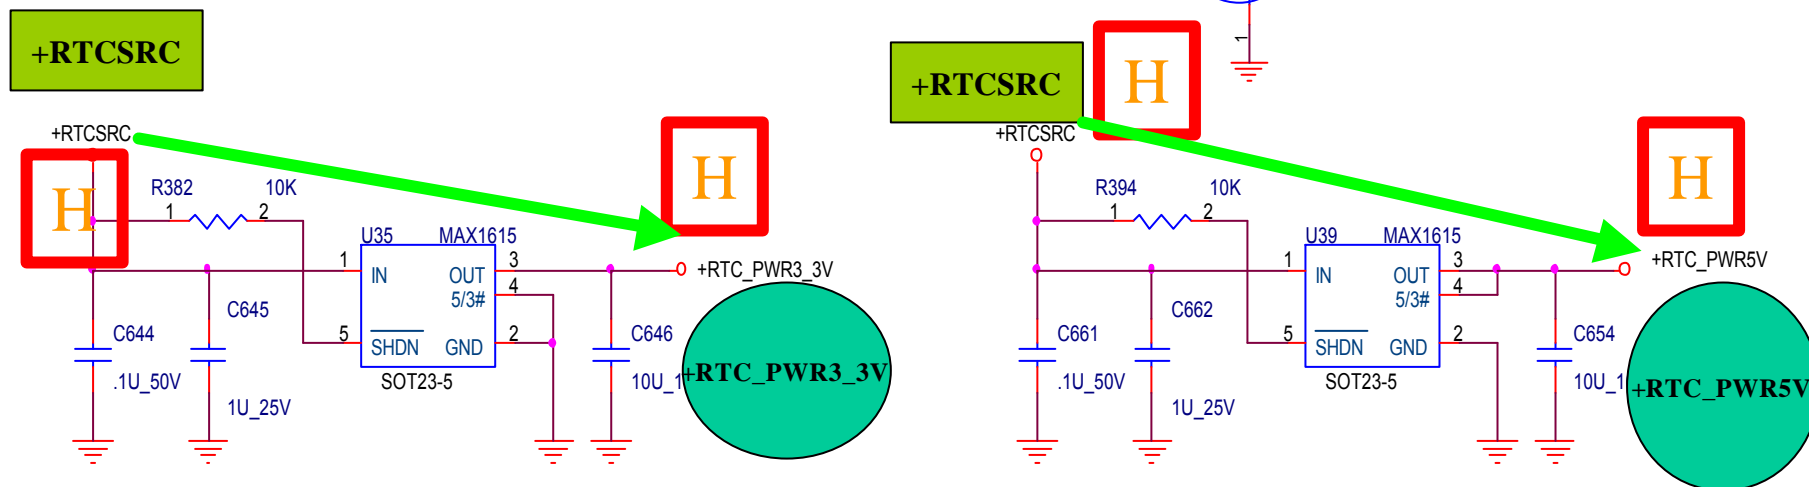 +RTCSRC
+RTCSRC
H
R382
10K
1
2
U35
MAX1615
1
IN
OUT
3
5/3#
4
5
SHDN
GND
2
SOT23-5
+RTC_PWR3_3V
H
C644
.1U_50V
C645
1U_25V
C646
10U_1
+RTC_PWR3_3V
1
+RTCSRC
H
+RTCSRC
R394
10K
1
2
U39
MAX1615
1
IN
OUT
3
5/3#
4
5
SHDN
GND
2
SOT23-5
H
+RTC_PWR5V
C661
.1U_50V
C662
1U_25V
C654
10U_1
+RTC_PWR5V